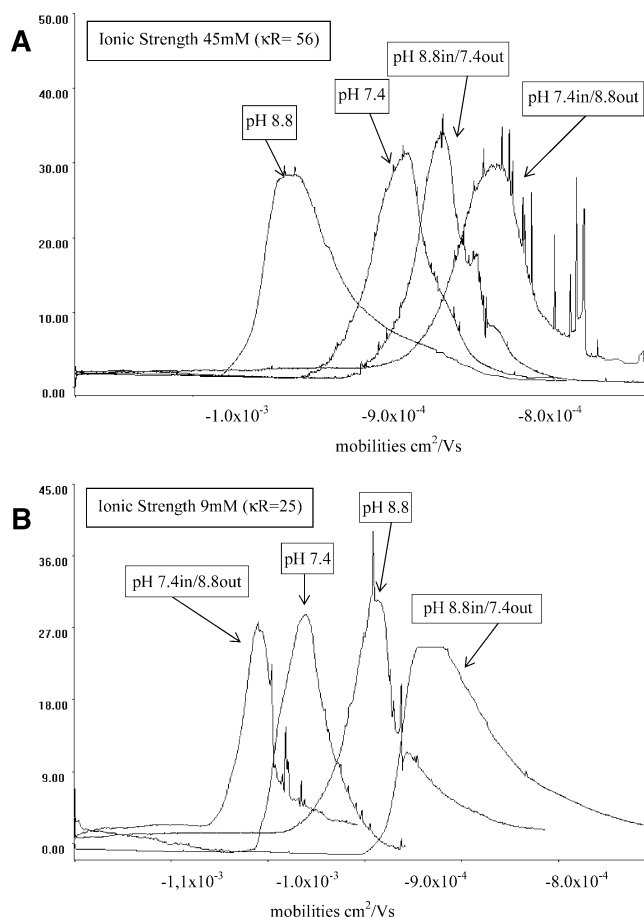 A
50.00
Ionic Strength 45mM (κR= 56)
pH 8.8in/7.4out
40.00
pH 7.4
pH 7.4in/8.8out
pH 8.8
30.00
20.00
10.00
0.00
-1.0x10⁻³
-9.0x10⁻⁴
-8.0x10⁻⁴
mobilities cm²/Vs
B
45.00
Ionic Strength 9mM (κR=25)
pH 8.8
36.00
pH 7.4
pH 7.4in/8.8out
pH 8.8in/7.4out
27.00
18.00
9.00
0.00
-1,1x10⁻³
-1.0x10⁻³
-9.0x10⁻⁴
-8.0x10⁻⁴
mobilities cm²/Vs